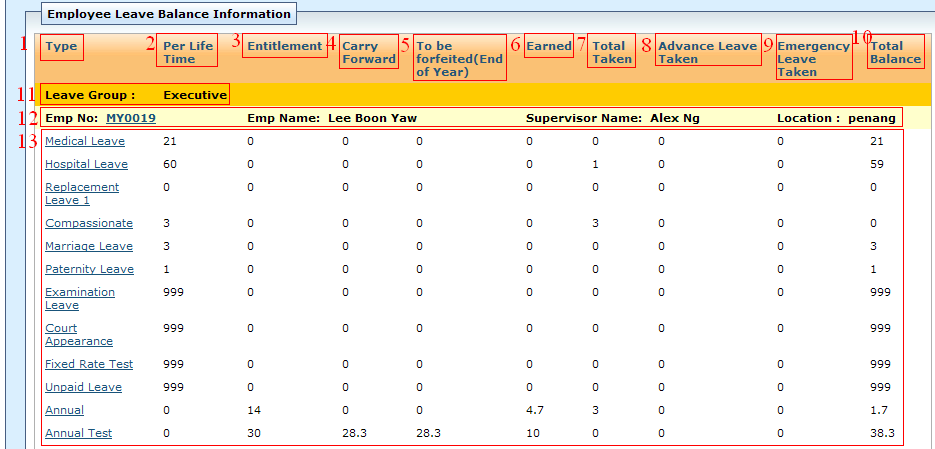 Employee Leave Balance Information
1 Type 2 Per Life 3 Entitlement 4 Carry 5 To be 6 Earned 7 Total 8 Advance Leave 9 Emergency 10 Total
Time Forward forfeited(End Taken Taken Leave Balance
of Year) Taken
11 Leave Group : Executive
12 Emp No: MY0019 Emp Name: Lee Boon Yaw Supervisor Name: Alex Ng Location : penang
13 Medical Leave 21 0 0 0 0 0 0 0 21
Hospital Leave 60 0 0 0 0 1 0 0 59
Replacement 0 0 0 0 0 0 0 0 0
Leave 1
Compassionate 3 0 0 0 0 3 0 0 0
Marriage Leave 3 0 0 0 0 0 0 0 3
Paternity Leave 1 0 0 0 0 0 0 0 1
Examination 999 0 0 0 0 0 0 0 999
Leave
Court 999 0 0 0 0 0 0 0 999
Appearance
Fixed Rate Test 999 0 0 0 0 0 0 0 999
Unpaid Leave 999 0 0 0 0 0 0 0 999
Annual 0 14 0 0 4.7 3 0 0 1.7
Annual Test 0 30 28.3 28.3 10 0 0 0 38.3